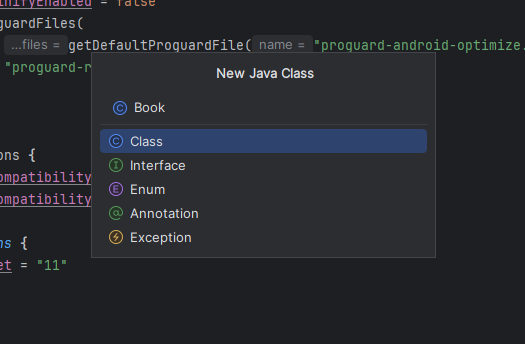 nifyEnabled = false
guardFiles(
...files = getDefaultProguardFile( name = "proguard-android-optimize.
"proguard-r
New Java Class
Book
Class
ons {
Interface
ompatibility
Enum
ompatibility
Annotation
ns {
Exception
et = "11"